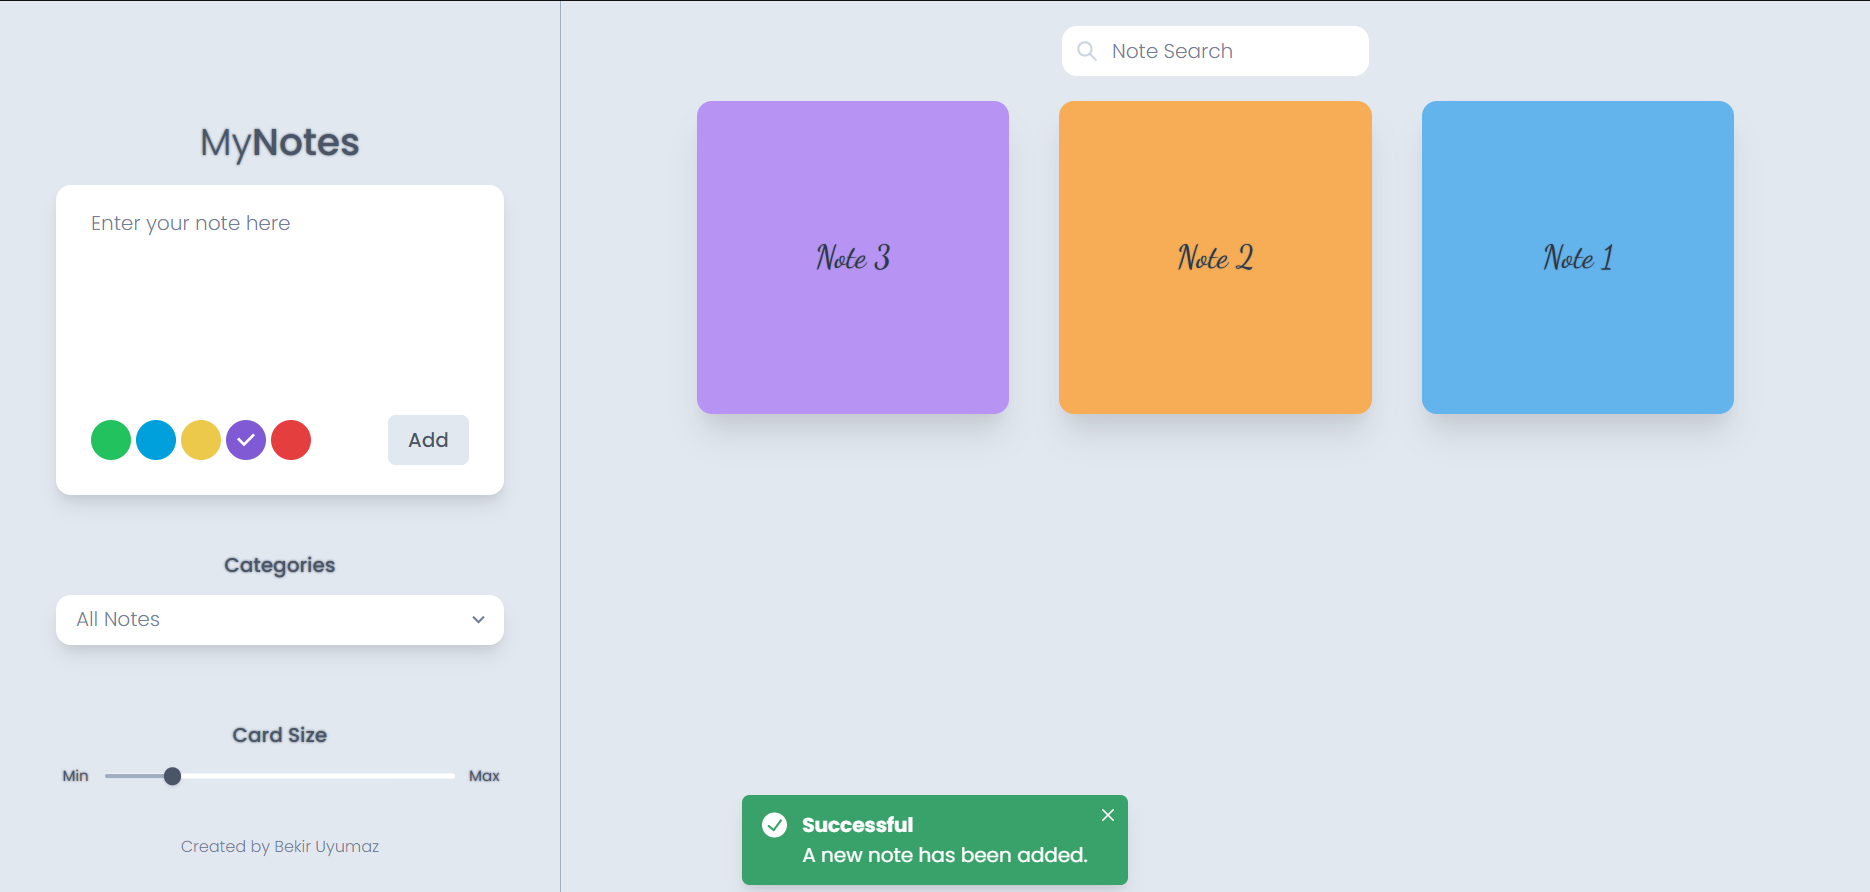 MyNotes
Enter your note here
Add
Categories
All Notes
Card Size
Min Max
Created by Bekir Uyumaz
Note Search
Note 3 Note 2 Note 1
Successful
A new note has been added.